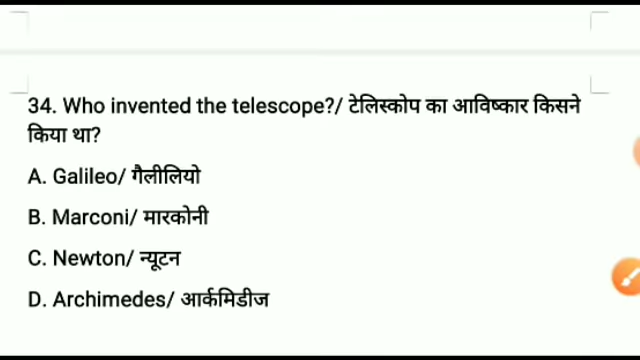 34. Who invented the telescope?/ टेलिस्कोप का आविष्कार किसने
किया था?
A. Galileo/ गैलीलियो
B. Marconi/ मारकोनी
C. Newton/ न्यूटन
D. Archimedes/ आर्कमिडीज